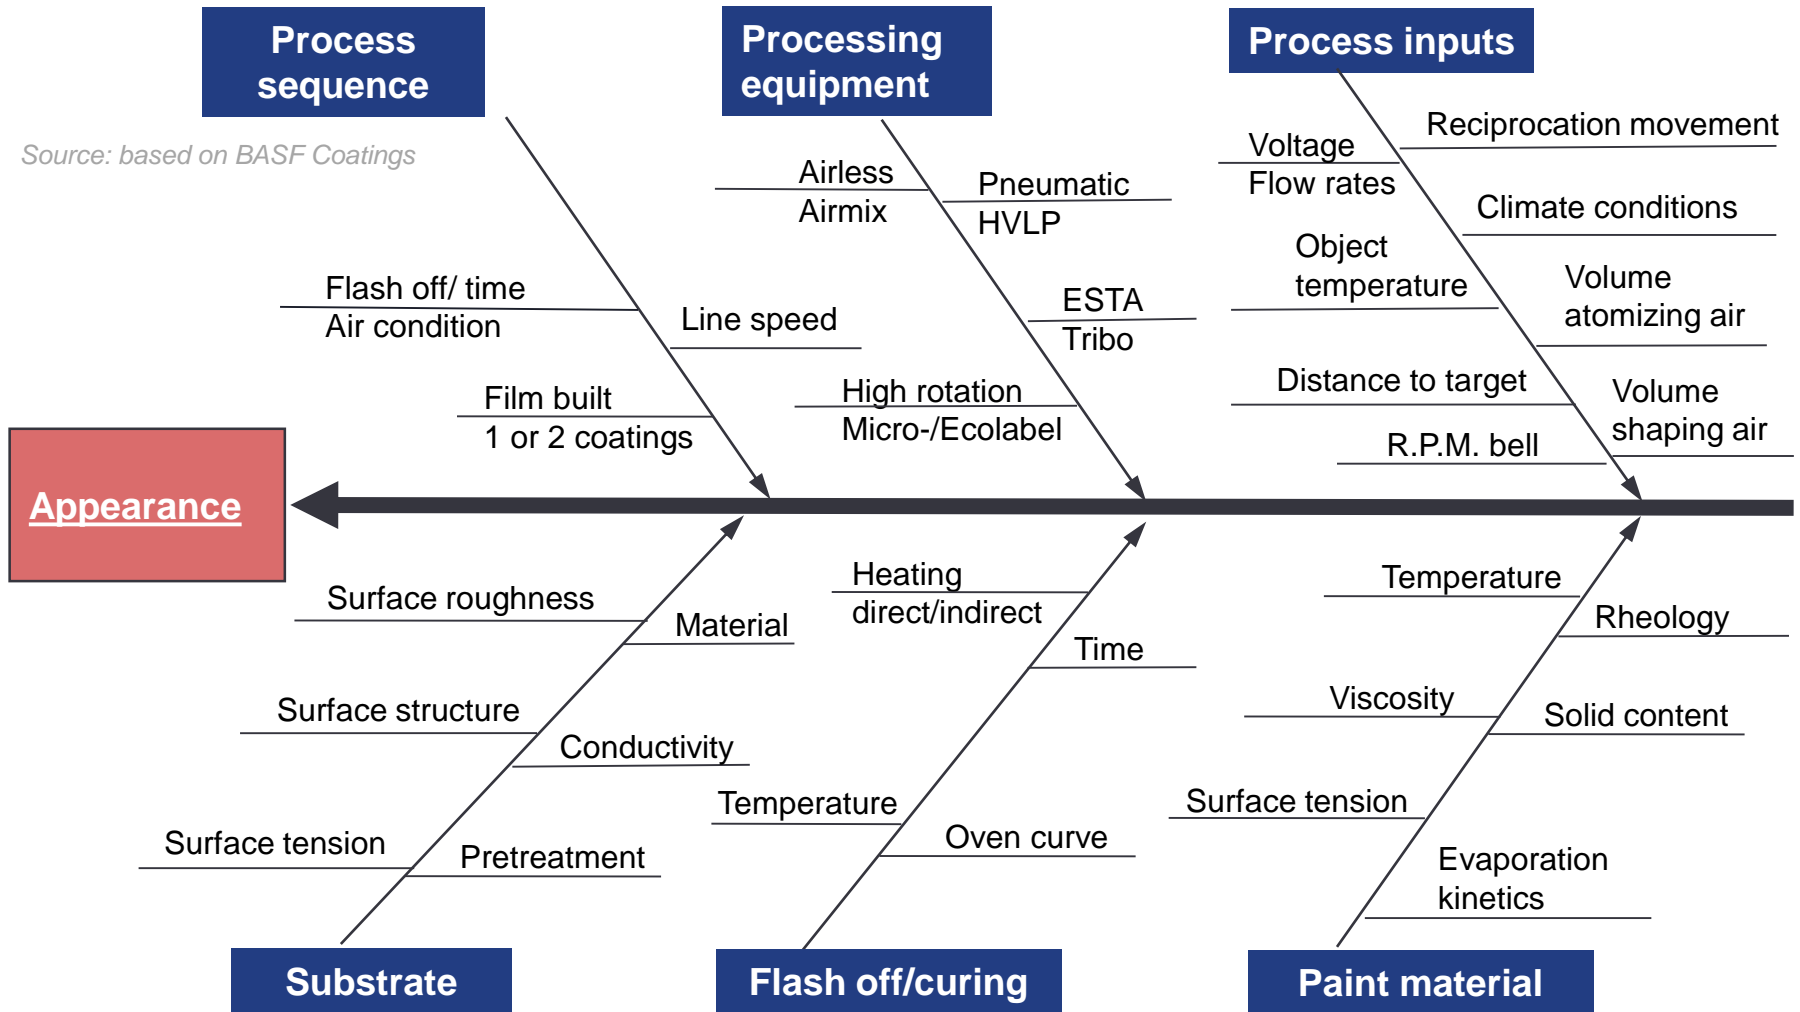 Process
sequence
Processing
equipment
Process inputs
Source: based on BASF Coatings
Flash off/ time
Air condition
Line speed
Film built
1 or 2 coatings
Airless
Airmix
Pneumatic
HVLP
ESTA
Tribo
High rotation
Micro-/Ecolabel
Voltage
Flow rates
Reciprocation movement
Climate conditions
Object
temperature
Volume
atomizing air
Distance to target
Volume
shaping air
R.P.M. bell
Appearance
Surface roughness
Material
Surface structure
Conductivity
Surface tension
Pretreatment
Heating
direct/indirect
Time
Temperature
Oven curve
Temperature
Rheology
Viscosity
Solid content
Surface tension
Evaporation
kinetics
Substrate
Flash off/curing
Paint material